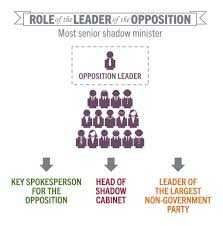 ROLE of the LEADER of the OPPOSITION
Most senior shadow minister
OPPOSITION LEADER
KEY SPOKESPERSON
FOR THE
OPPOSITION
HEAD OF
SHADOW
CABINET
LEADER OF
THE LARGEST
NON-GOVERNMENT
PARTY